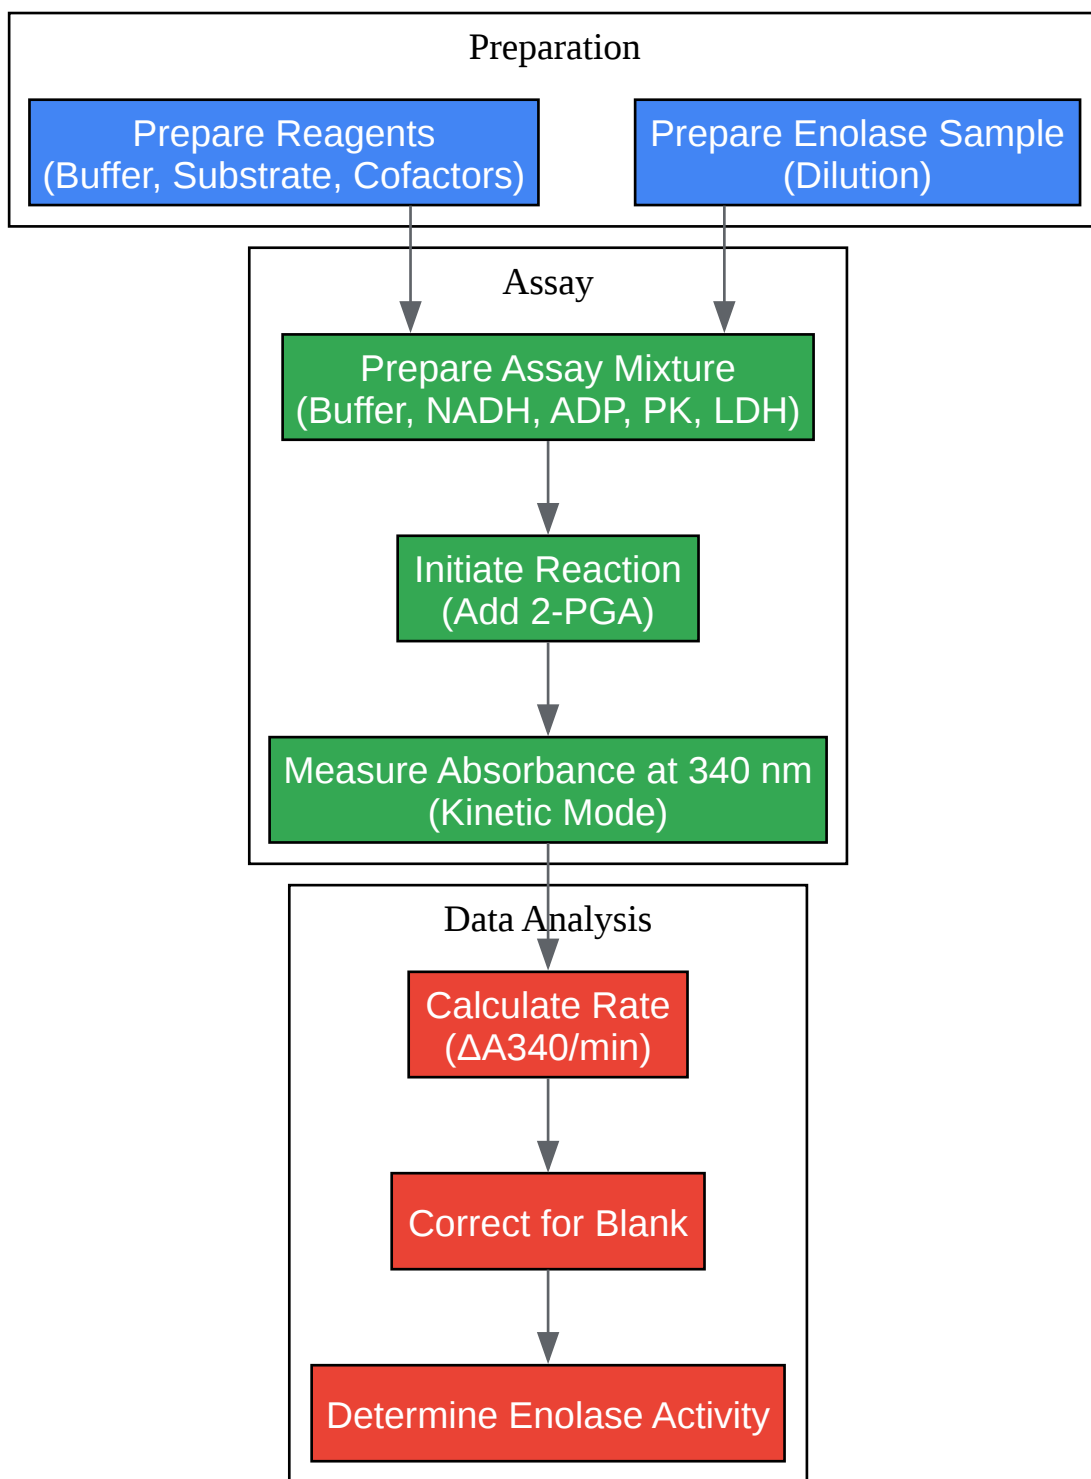 Preparation
Prepare Reagents
(Buffer, Substrate, Cofactors)
Prepare Enolase Sample
(Dilution)
Assay
Prepare Assay Mixture
(Buffer, NADH, ADP, PK, LDH)
Initiate Reaction
(Add 2-PGA)
Measure Absorbance at 340 nm
(Kinetic Mode)
Data Analysis
Calculate Rate
(ΔA340/min)
Correct for Blank
Determine Enolase Activity